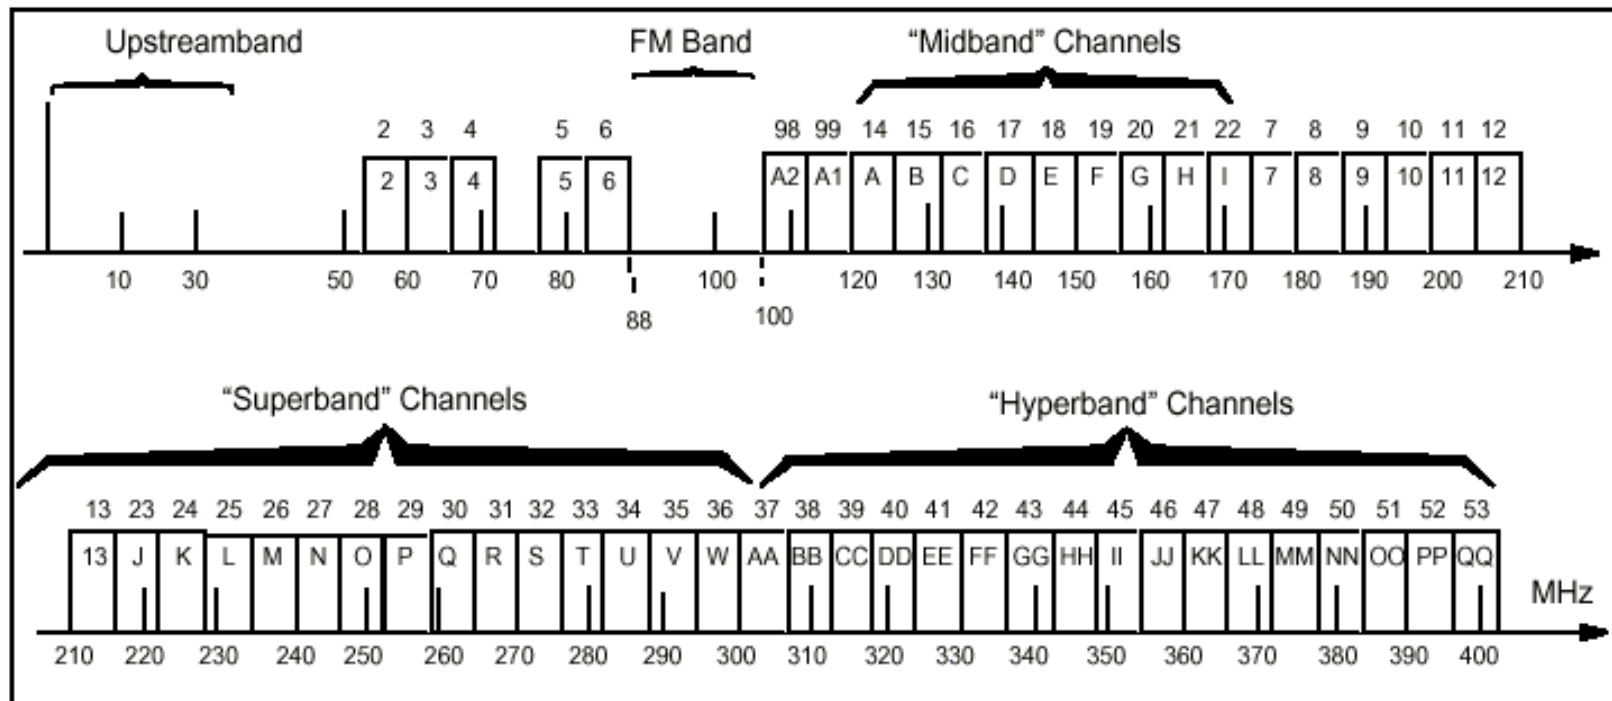 Upstreamband FM Band “Midband” Channels
2 3 4 5 6 98 99 14 15 16 17 18 19 20 21 22 7 8 9 10 11 12
2 3 4 5 6 A2 A1 A B C D E F G H I 7 8 9 10 11 12
10 30 50 60 70 80 100 120 130 140 150 160 170 180 190 200 210
88 100
“Superband” Channels “Hyperband” Channels
13 23 24 25 26 27 28 29 30 31 32 33 34 35 36 37 38 39 40 41 42 43 44 45 46 47 48 49 50 51 52 53
13 J K L M N O P Q R S T U V W AA BB CC DD EE FF GG HH II JJ KK LL MM NN OO PP QQ
MHz
210 220 230 240 250 260 270 280 290 300 310 320 330 340 350 360 370 380 390 400